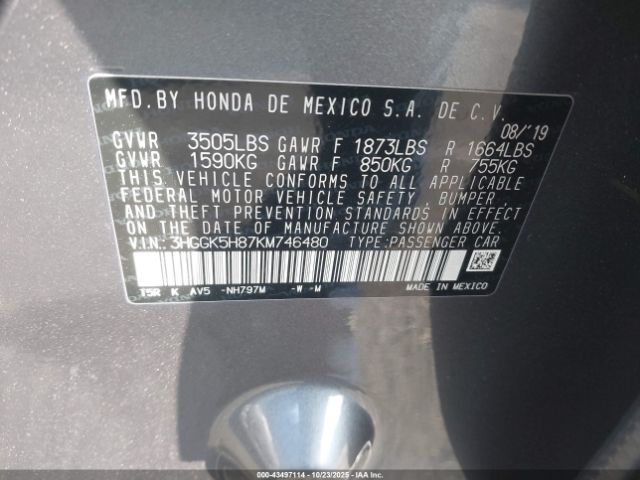 MFD.BY HONDA DE MEXICO S.A. DE C.V.
08/'19
GVWR 3505LBS GAWR F 1873LBS R 1664LBS
GVWR 1590KG GAWR F 850KG R 755KG
THIS VEHICLE CONFORMS TO ALL APPLICABLE
FEDERAL MOTOR VEHICLE SAFETY, BUMPER,
AND THEFT PREVENTION STANDARDS IN EFFECT
ON THE DATE OF MANUFACTURE SHOWN ABOVE.
V.I.N: 3HGGK5H87KM746480 TYPE:PASSENGER CAR
T5R K AV5 -NH797M -W -M MADE IN MEXICO
000-43497114 - 10/23/2025 - IAAI.CA